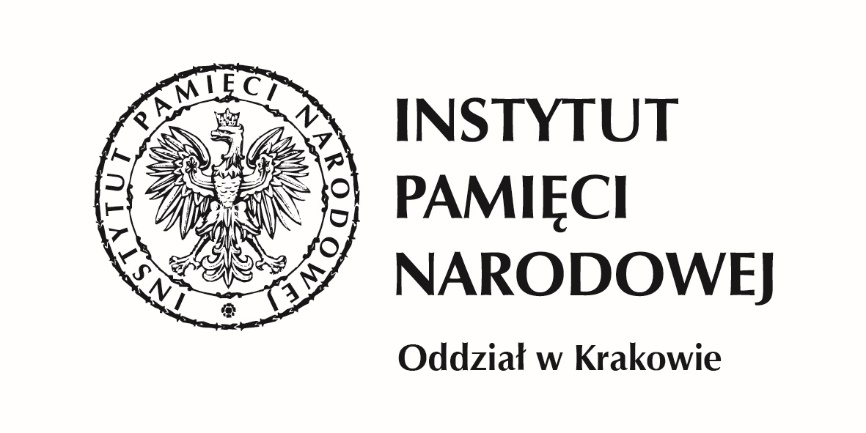 INSTYTUT PAMIĘCI NARODOWEJ
INSTYTUT
PAMIĘCI
NARODOWEJ
Oddział w Krakowie